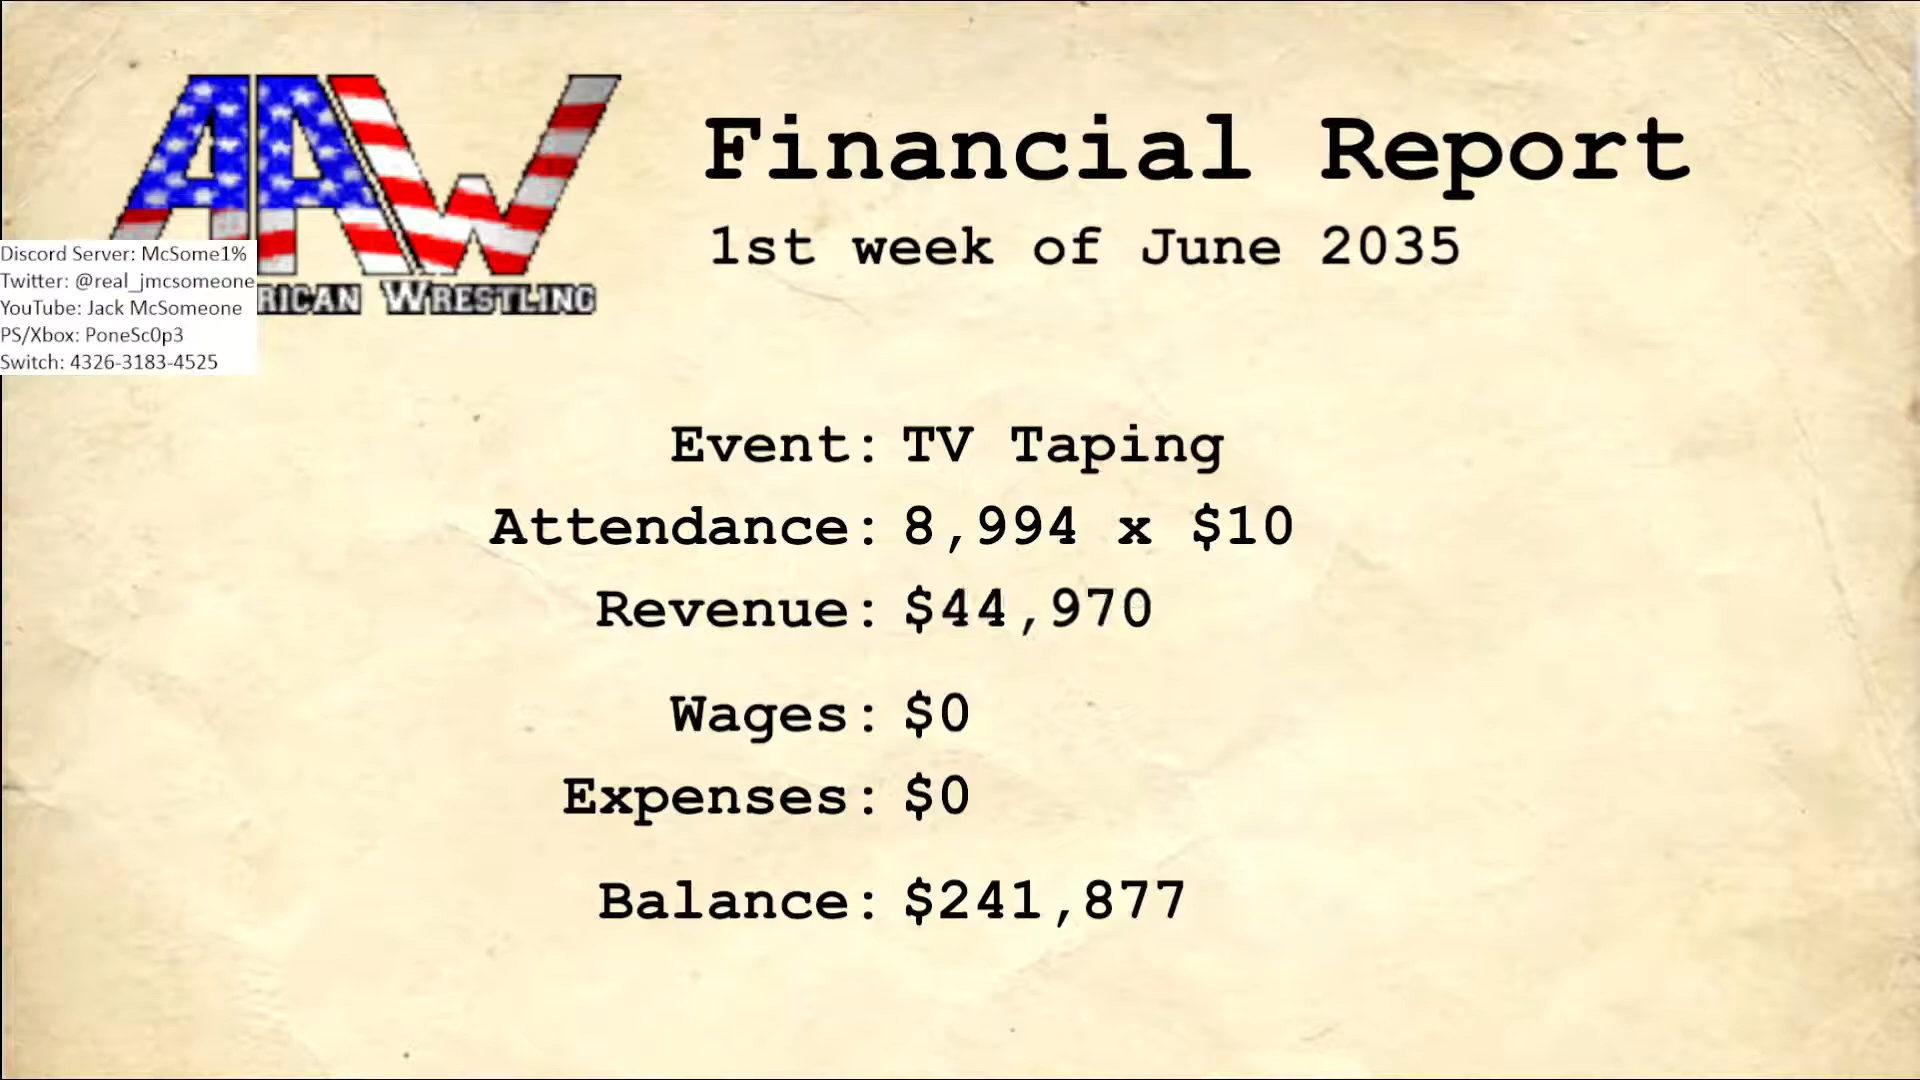 AAW
Financial Report
1st week of June 2035
Discord Server: McSome1%
Twitter: @real_jmcsomeone
YouTube: Jack McSomeone
PS/Xbox: PoneSc0p3
Switch: 4326-3183-4525
WRESTLING
Event: TV Taping
Attendance: 8,994 x $10
Revenue: $44,970
Wages: $0
Expenses: $0
Balance: $241,877